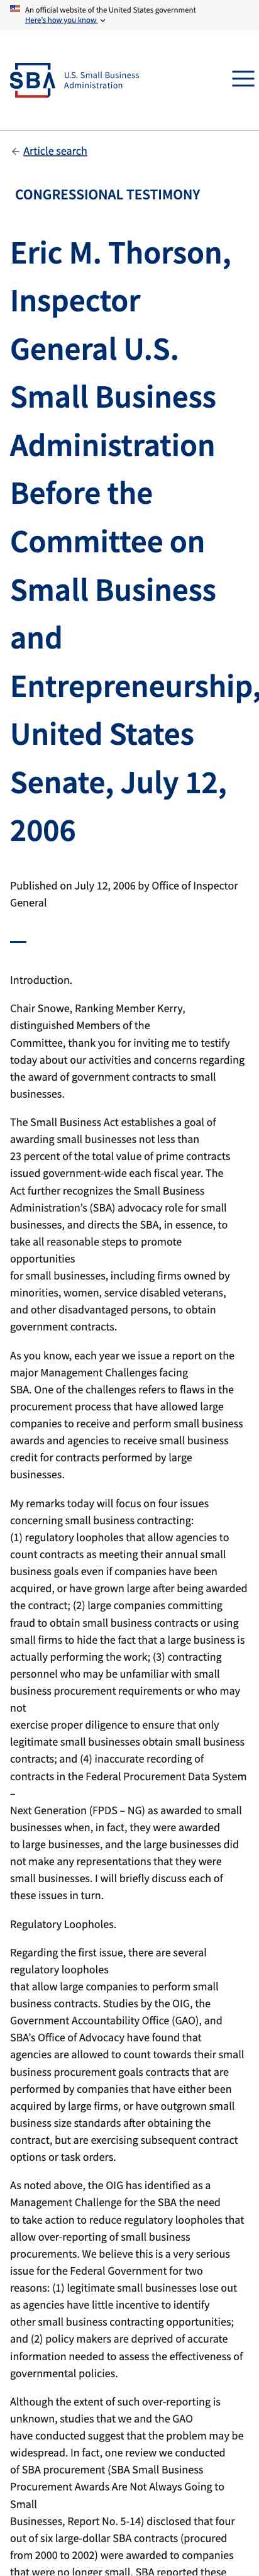 An official website of the United States government
Here's how you know
SBA
U.S. Small Business
Administration
← Article search
CONGRESSIONAL TESTIMONY
Eric M. Thorson,
Inspector
General U.S.
Small Business
Administration
Before the
Committee on
Small Business
and
Entrepreneurship,
United States
Senate, July 12,
2006
Published on July 12, 2006 by Office of Inspector
General
Introduction.
Chair Snowe, Ranking Member Kerry,
distinguished Members of the
Committee, thank you for inviting me to testify
today about our activities and concerns regarding
the award of government contracts to small
businesses.
The Small Business Act establishes a goal of
awarding small businesses not less than
23 percent of the total value of prime contracts
issued government-wide each fiscal year. The
Act further recognizes the Small Business
Administration's (SBA) advocacy role for small
businesses, and directs the SBA, in essence, to
take all reasonable steps to promote
opportunities
for small businesses, including firms owned by
minorities, women, service disabled veterans,
and other disadvantaged persons, to obtain
government contracts.
As you know, each year we issue a report on the
major Management Challenges facing
SBA. One of the challenges refers to flaws in the
procurement process that have allowed large
companies to receive and perform small business
awards and agencies to receive small business
credit for contracts performed by large
businesses.
My remarks today will focus on four issues
concerning small business contracting:
(1) regulatory loopholes that allow agencies to
count contracts as meeting their annual small
business goals even if companies have been
acquired, or have grown large after being awarded
the contract; (2) large companies committing
fraud to obtain small business contracts or using
small firms to hide the fact that a large business is
actually performing the work; (3) contracting
personnel who may be unfamiliar with small
business procurement requirements or who may
not
exercise proper diligence to ensure that only
legitimate small businesses obtain small business
contracts; and (4) inaccurate recording of
contracts in the Federal Procurement Data System
–
Next Generation (FPDS – NG) as awarded to small
businesses when, in fact, they were awarded
to large businesses, and the large businesses did
not make any representations that they were
small businesses. I will briefly discuss each of
these issues in turn.
Regulatory Loopholes.
Regarding the first issue, there are several
regulatory loopholes
that allow large companies to perform small
business contracts. Studies by the OIG, the
Government Accountability Office (GAO), and
SBA's Office of Advocacy have found that
agencies are allowed to count towards their small
business procurement goals contracts that are
performed by companies that have either been
acquired by large firms, or have outgrown small
business size standards after obtaining the
contract, but are exercising subsequent contract
options or task orders.
As noted above, the OIG has identified as a
Management Challenge for the SBA the need
to take action to reduce regulatory loopholes that
allow over-reporting of small business
procurements. We believe this is a very serious
issue for the Federal Government for two
reasons: (1) legitimate small businesses lose out
as agencies have little incentive to identify
other small business contracting opportunities;
and (2) policy makers are deprived of accurate
information needed to assess the effectiveness of
governmental policies.
Although the extent of such over-reporting is
unknown, studies that we and the GAO
have conducted suggest that the problem may be
widespread. In fact, one review we conducted
of SBA procurement (SBA Small Business
Procurement Awards Are Not Always Going to
Small
Businesses, Report No. 5-14) disclosed that four
out of six large-dollar SBA contracts (procured
from 2000 to 2002) were awarded to companies
that were no longer small. SBA reported these